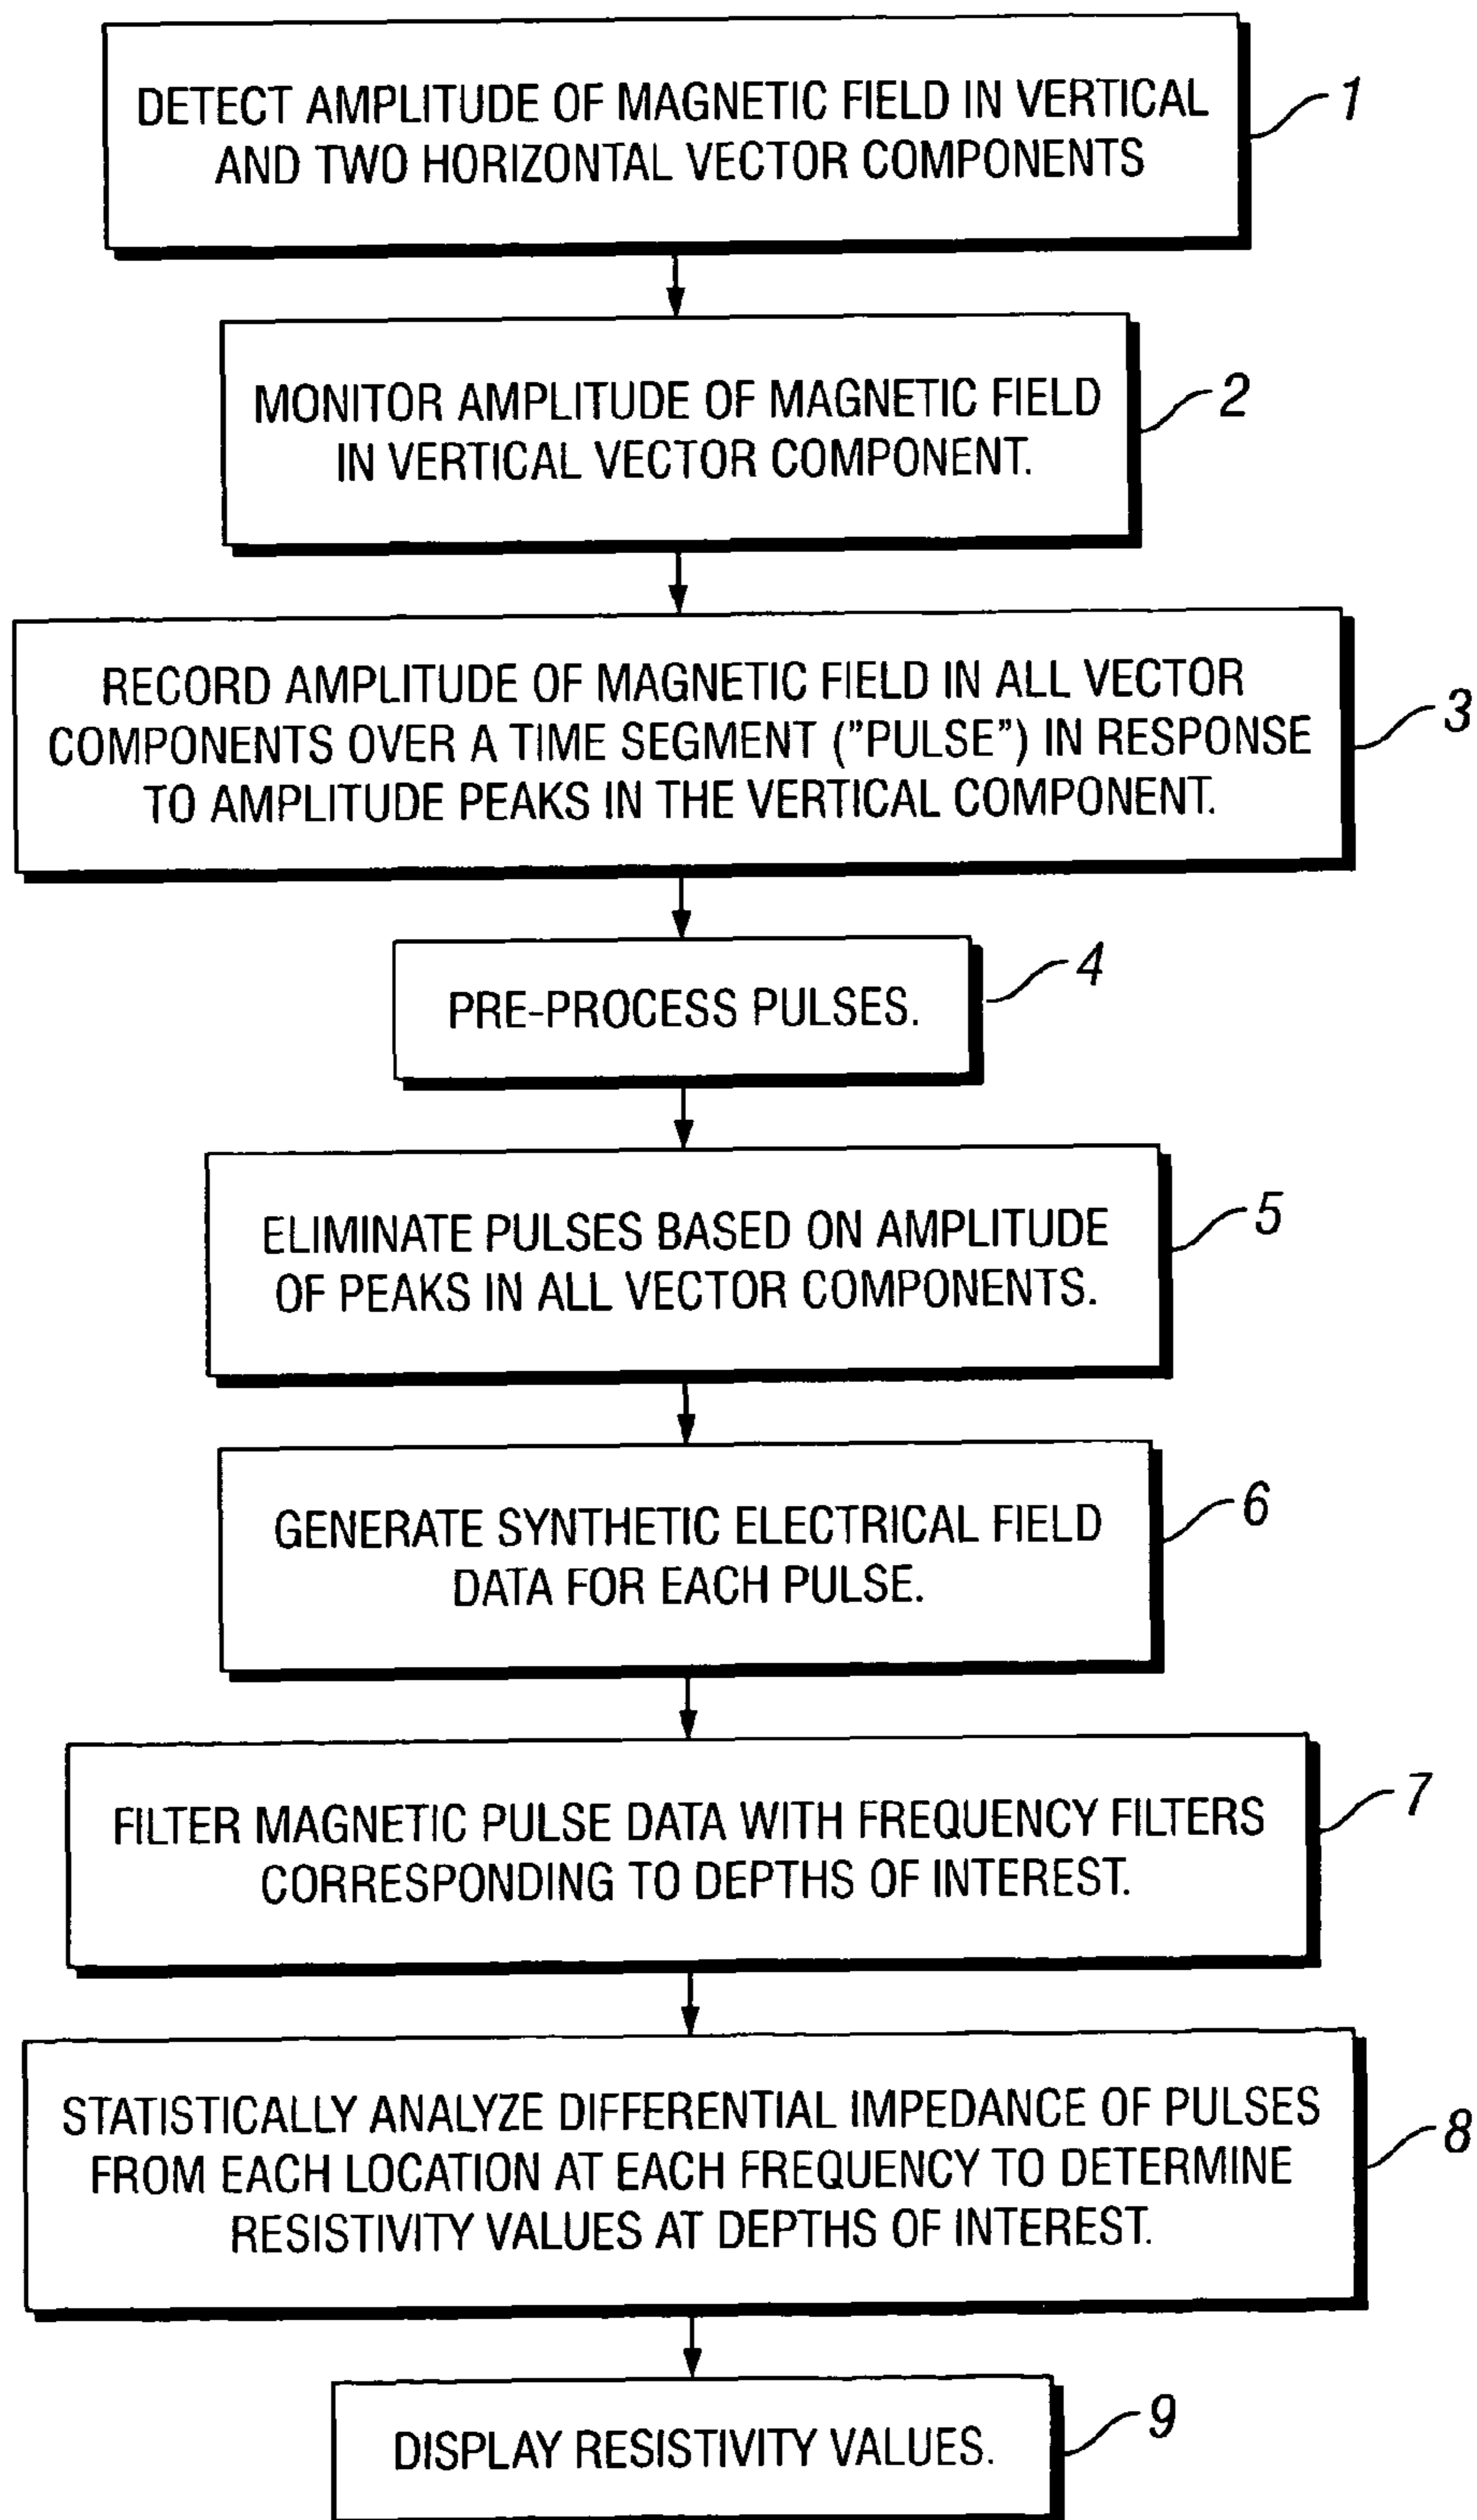 DETECT AMPLITUDE OF MAGNETIC FIELD IN VERTICAL
AND TWO HORIZONTAL VECTOR COMPONENTS
1
MONITOR AMPLITUDE OF MAGNETIC FIELD
IN VERTICAL VECTOR COMPONENT.
2
RECORD AMPLITUDE OF MAGNETIC FIELD IN ALL VECTOR
COMPONENTS OVER A TIME SEGMENT (”PULSE”) IN RESPONSE
TO AMPLITUDE PEAKS IN THE VERTICAL COMPONENT.
3
PRE-PROCESS PULSES.
4
ELIMINATE PULSES BASED ON AMPLITUDE
OF PEAKS IN ALL VECTOR COMPONENTS.
5
GENERATE SYNTHETIC ELECTRICAL FIELD
DATA FOR EACH PULSE.
6
FILTER MAGNETIC PULSE DATA WITH FREQUENCY FILTERS
CORRESPONDING TO DEPTHS OF INTEREST.
7
STATISTICALLY ANALYZE DIFFERENTIAL IMPEDANCE OF PULSES
FROM EACH LOCATION AT EACH FREQUENCY TO DETERMINE
RESISTIVITY VALUES AT DEPTHS OF INTEREST.
8
DISPLAY RESISTIVITY VALUES.
9